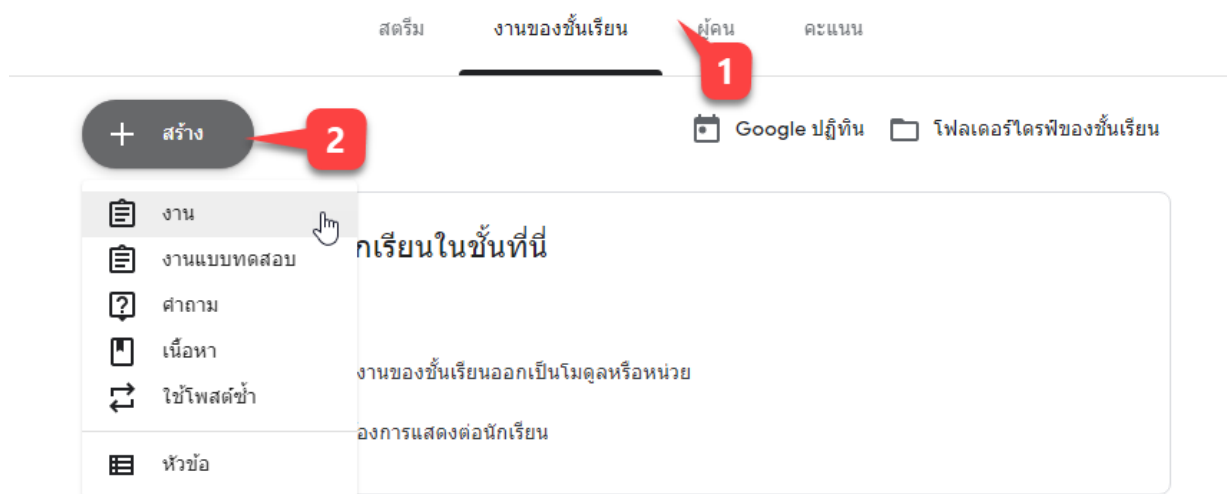 สตรีม งานของชั้นเรียน ผู้คน คะแนน
1
+ สร้าง
2
Google ปฏิทิน โฟลเดอร์ไดรฟ์ของชั้นเรียน
งาน
กเรียนในชั้นที่นี่
งานแบบทดสอบ
คำถาม
เนื้อหา
งานของชั้นเรียนออกเป็นโมดูลหรือหน่วย
ใช้โพสต์ซ้ำ
องการแสดงต่อนักเรียน
หัวข้อ